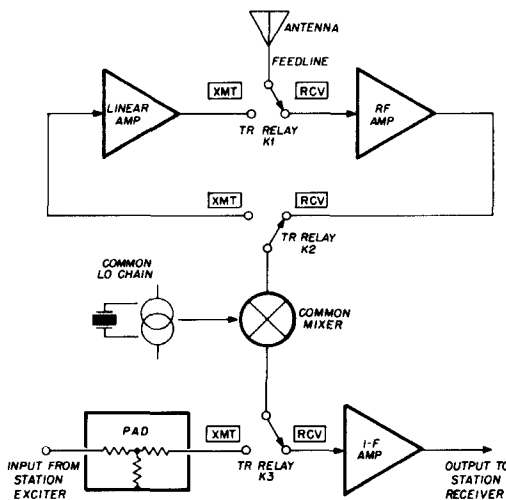 ANTENNA
FEEDLINE
XMT
RCV
LINEAR
AMP
RF
AMP
TR RELAY
K1
XMT
RCV
TR RELAY
K2
COMMON
LO CHAIN
COMMON
MIXER
PAD
XMT
RCV
I-F
AMP
INPUT FROM
STATION
EXCITER
TR RELAY
K3
OUTPUT TO
STATION
RECEIVER